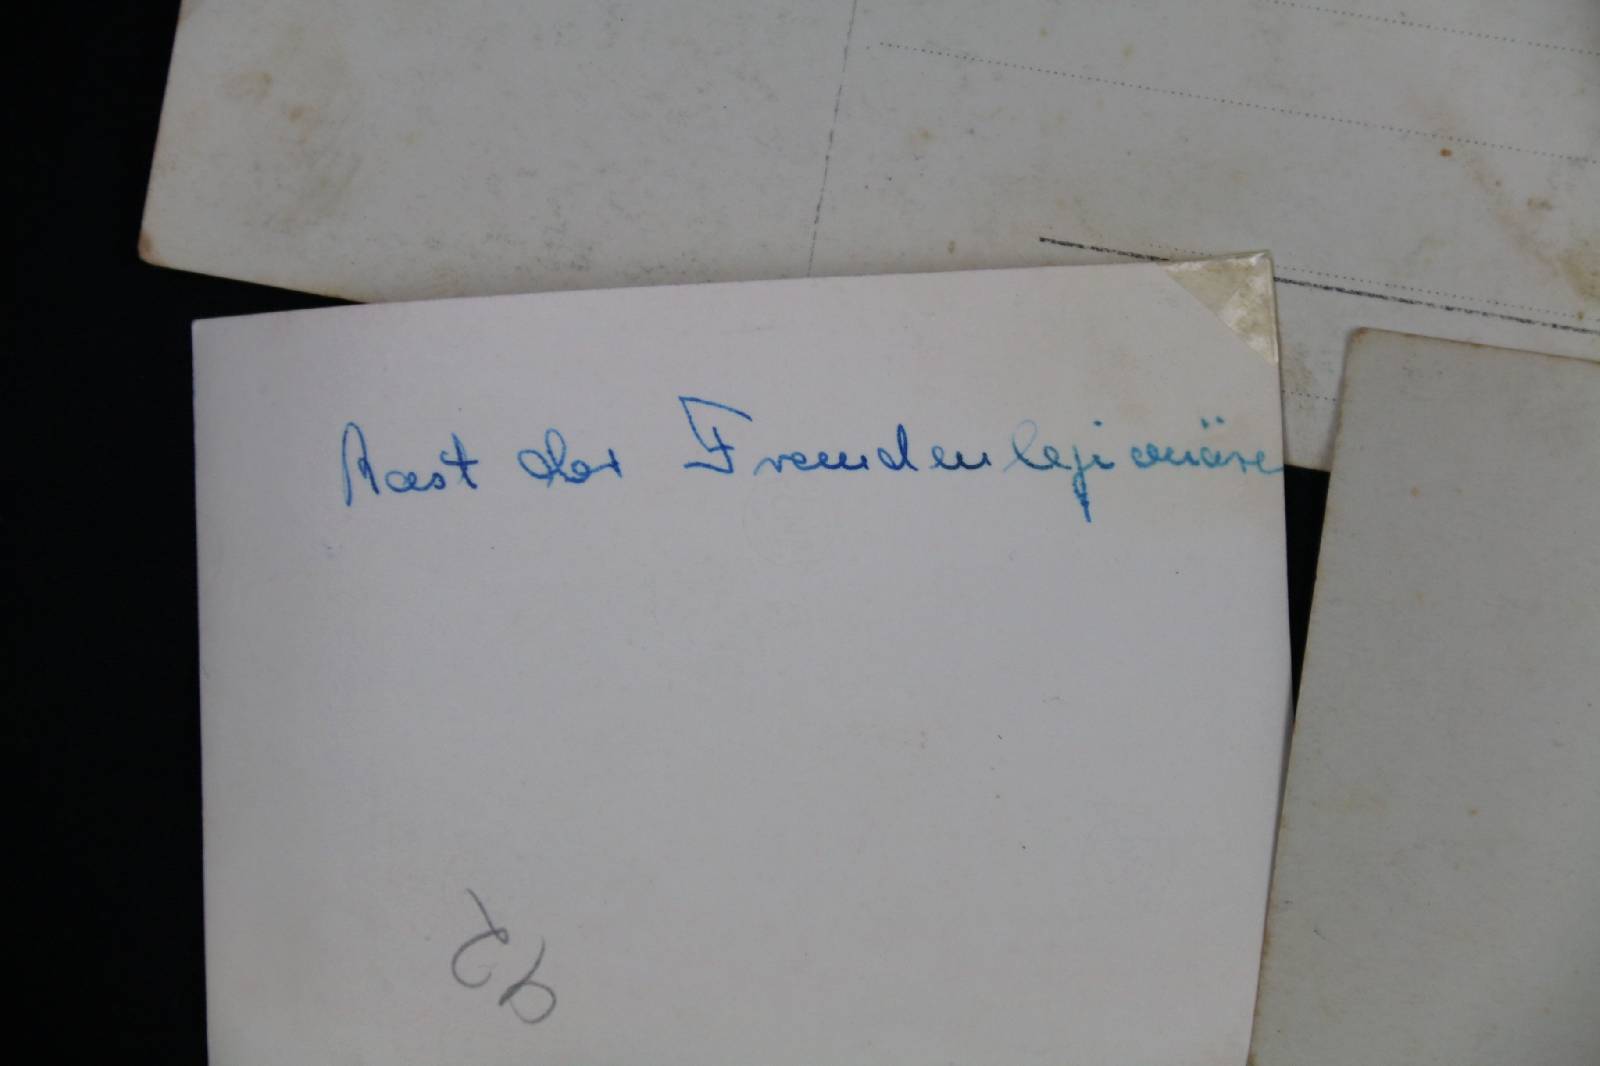 Rast der Fremdenlegionäre